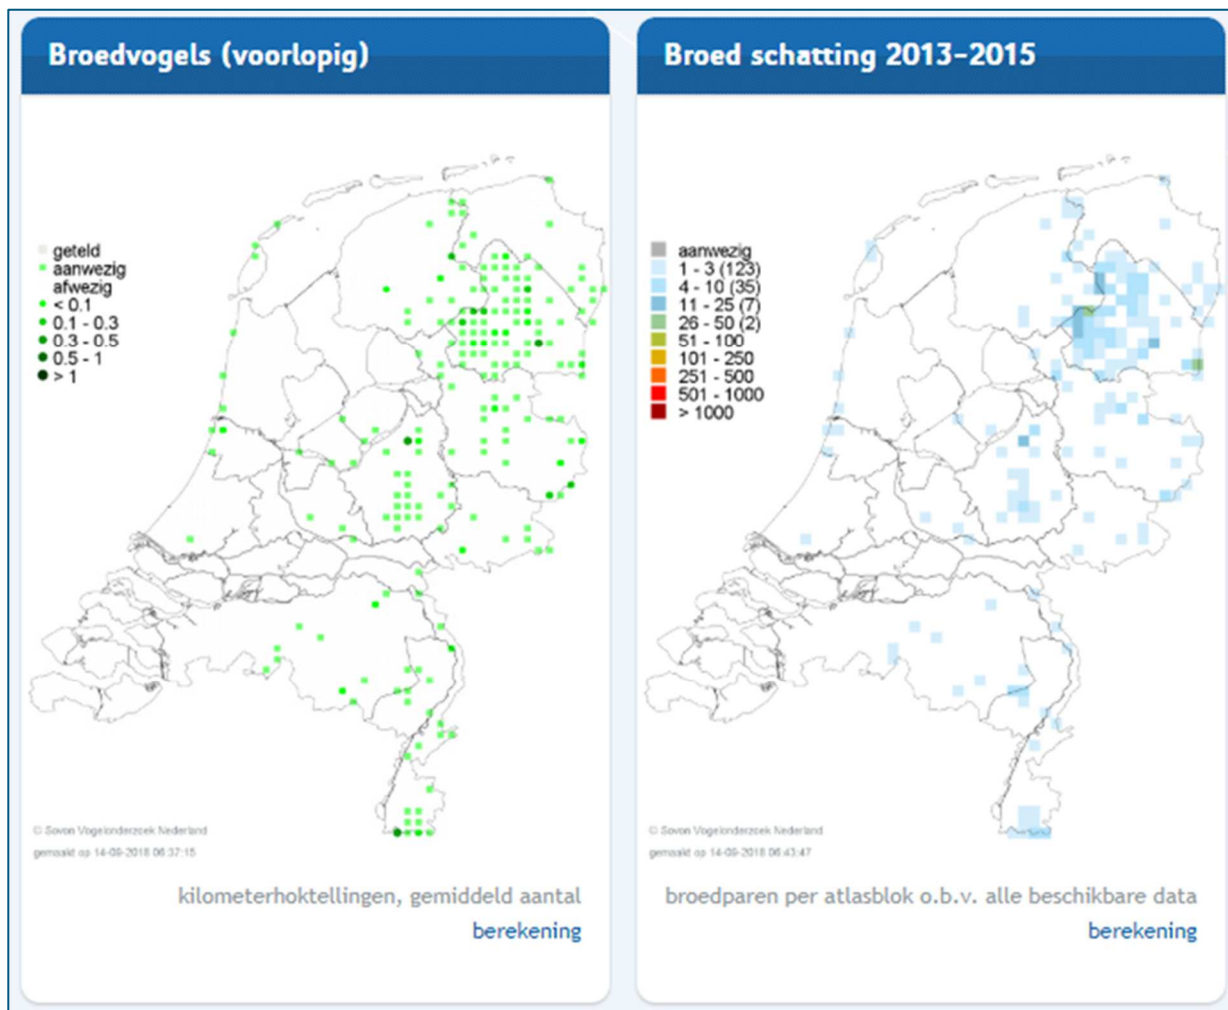 Broedvogels (voorlopig)
geteld
aanwezig
afwezig
< 0.1
0.1 - 0.3
0.3 - 0.5
0.5 - 1
> 1
© Sovon Vogelonderzoek Nederland
gemaakt op 14-09-2018 06:37:15
kilometerhoktellingen, gemiddeld aantal
berekening
Broed schatting 2013-2015
aanwezig
1 - 3 (123)
4 - 10 (35)
11 - 25 (7)
26 - 50 (2)
51 - 100
101 - 250
251 - 500
501 - 1000
> 1000
© Sovon Vogelonderzoek Nederland
gemaakt op 14-09-2018 06:43:47
broedparen per atlasblok o.b.v. alle beschikbare data
berekening